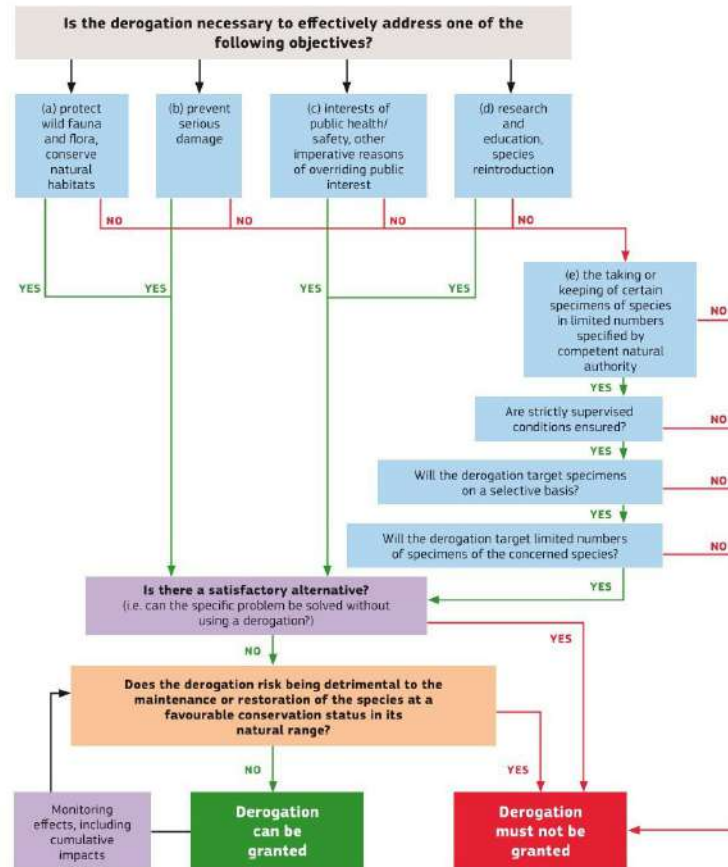 Is the derogation necessary to effectively address one of the
following objectives?
(a) protect
wild fauna
and flora,
conserve
natural
habitats
(b) prevent
serious
damage
(c) interests of
public health/
safety, other
imperative reasons
of overriding public
interest
(d) research
and
education,
species
reintroduction
NO
NO
NO
NO
YES
YES
YES
YES
(e) the taking or
keeping of certain
specimens of species
in limited numbers
specified by
competent natural
authority
NO
YES
Are strictly supervised
conditions ensured?
NO
YES
Will the derogation target specimens
on a selective basis?
NO
YES
Will the derogation target limited numbers
of specimens of the concerned species?
NO
YES
Is there a satisfactory alternative?
(i.e. can the specific problem be solved without
using a derogation?)
YES
NO
Does the derogation risk being detrimental to the
maintenance or restoration of the species at a
favourable conservation status in its
natural range?
NO
YES
Monitoring
effects, including
cumulative
impacts
Derogation
can be
granted
Derogation
must not be
granted